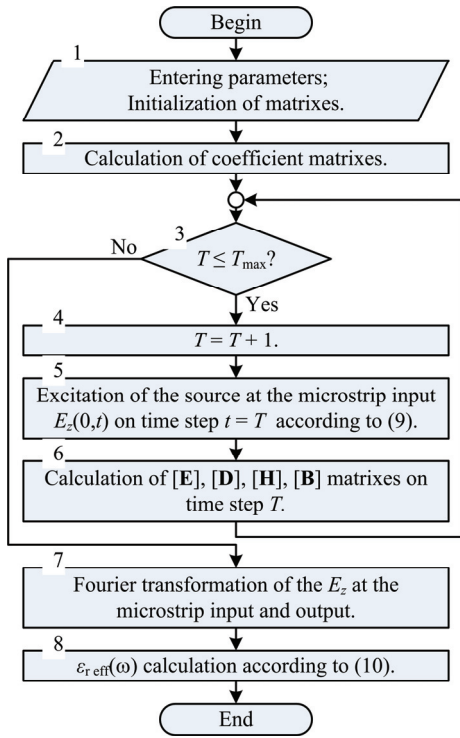 Begin
1
Entering parameters;
Initialization of matrixes.
2
Calculation of coefficient matrixes.
3
No
T ≤ Tmax?
Yes
4
T = T + 1.
5
Excitation of the source at the microstrip input
Ez(0,t) on time step t = T according to (9).
6
Calculation of [E], [D], [H], [B] matrixes on
time step T.
7
Fourier transformation of the Ez at the
microstrip input and output.
8
εr eff(ω) calculation according to (10).
End